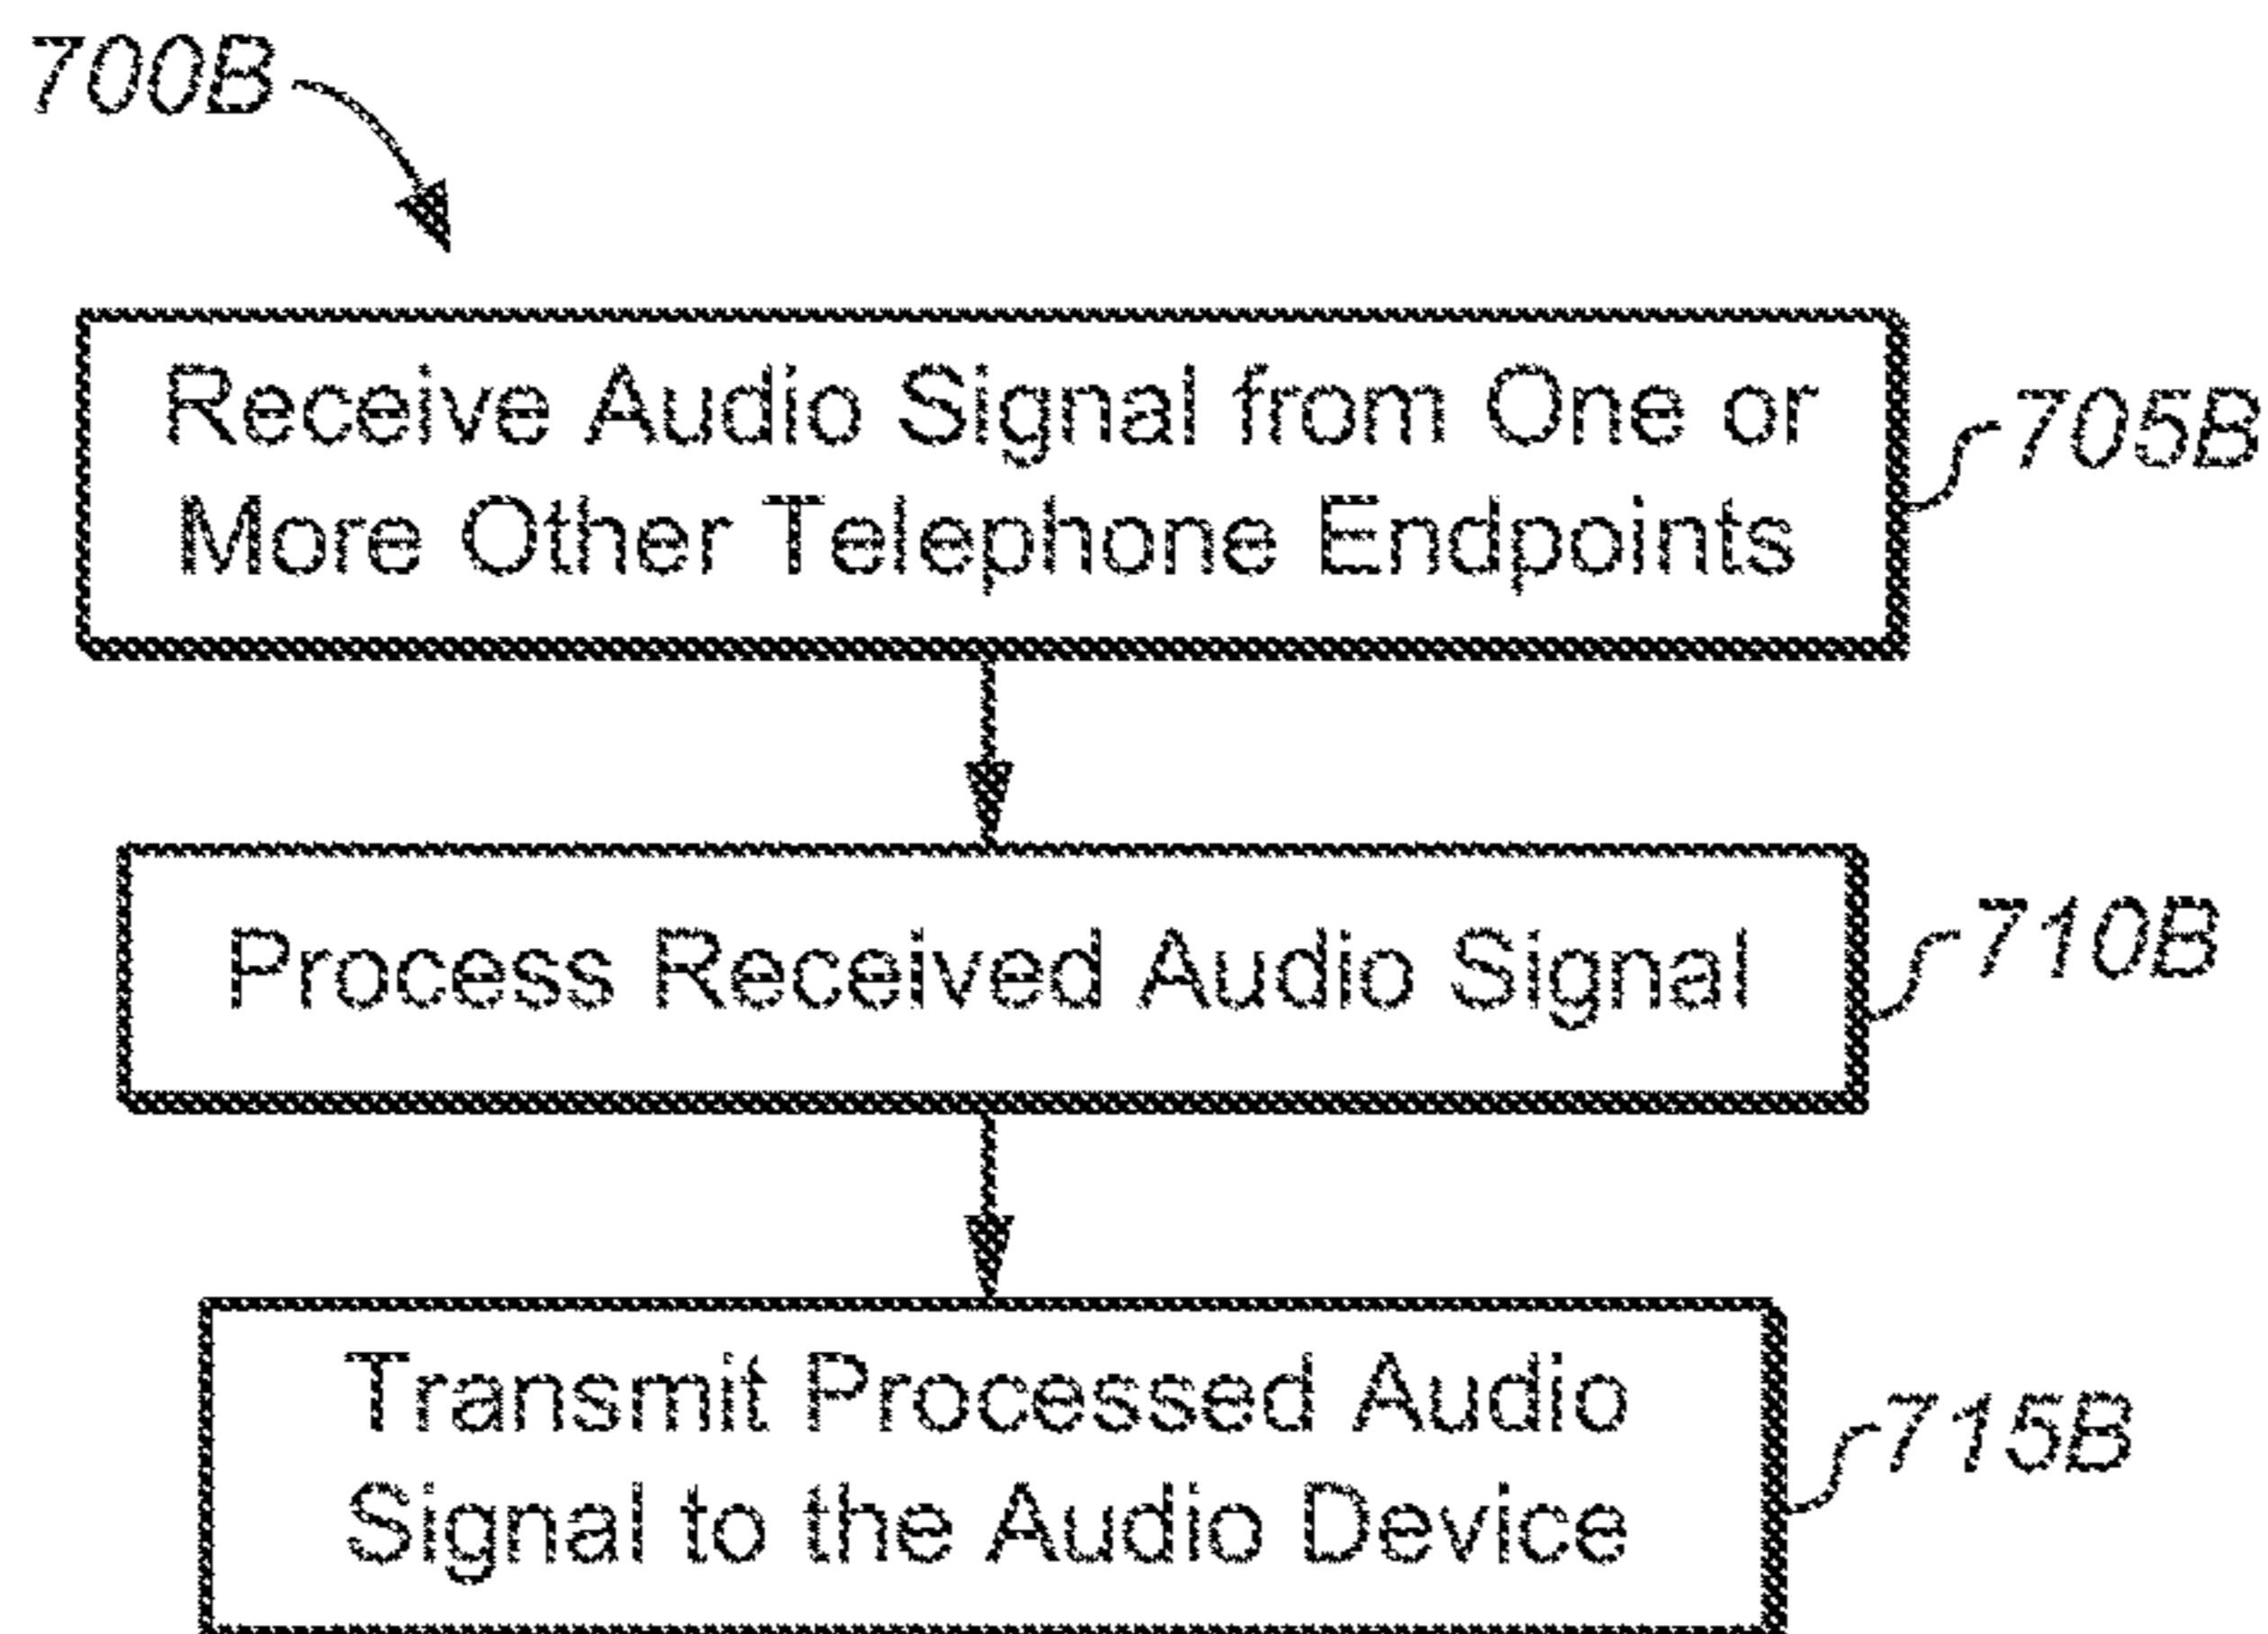 700B
Receive Audio Signal from One or
More Other Telephone Endpoints
705B
Process Received Audio Signal
710B
Transmit Processed Audio
Signal to the Audio Device
715B